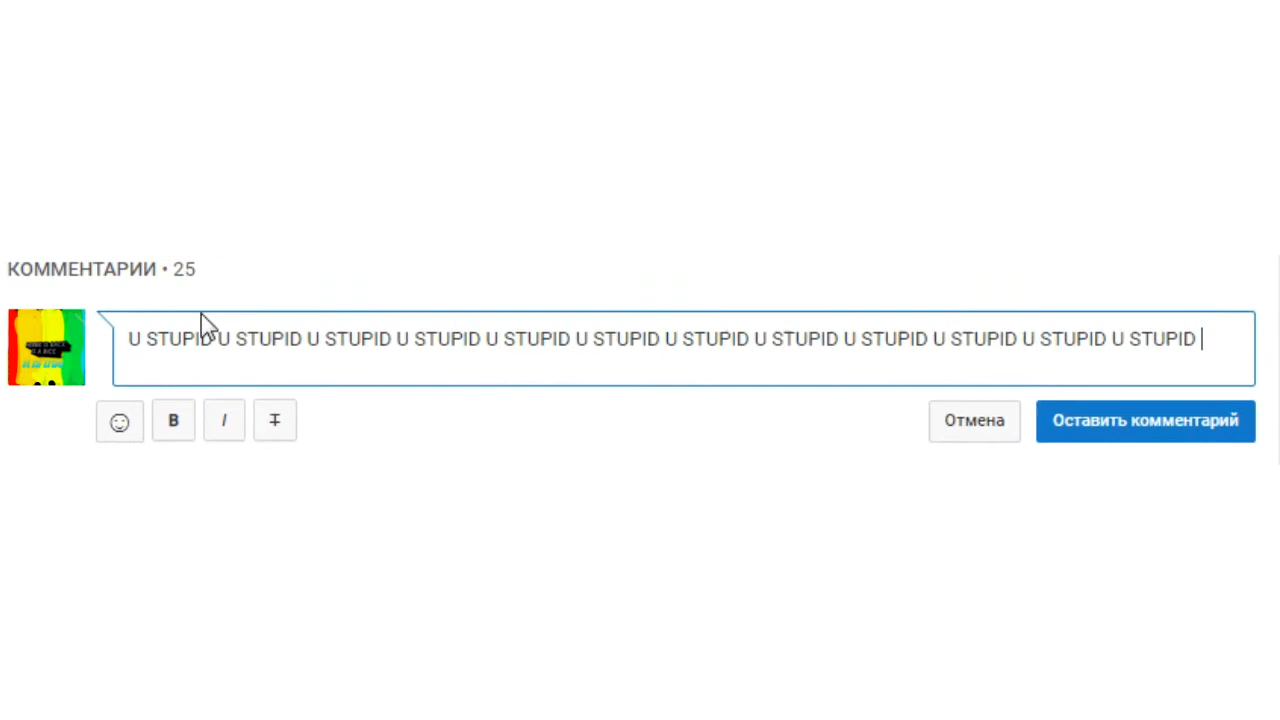 КОММЕНТАРИИ • 25
U STUPID U STUPID U STUPID U STUPID U STUPID U STUPID U STUPID U STUPID U STUPID U STUPID U STUPID U STUPID
B I T
Отмена
Оставить комментарий